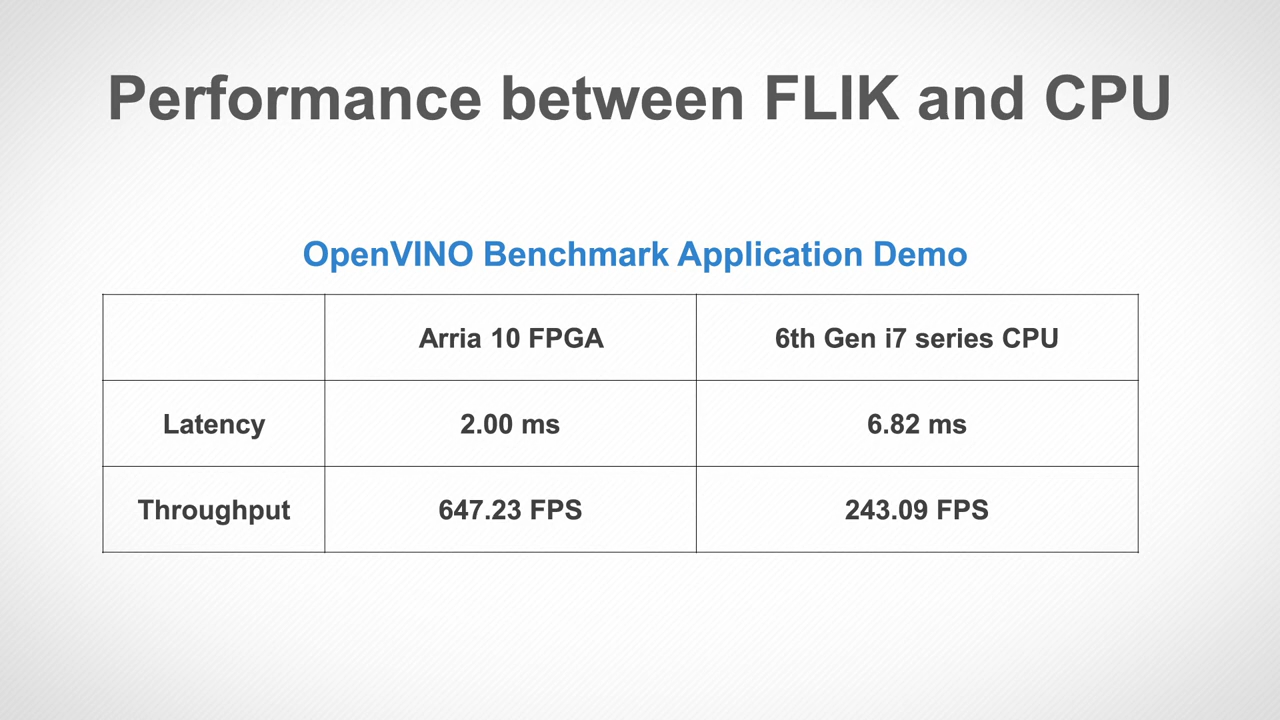 Performance between FLIK and CPU
OpenVINO Benchmark Application Demo
Arria 10 FPGA 6th Gen i7 series CPU
Latency 2.00 ms 6.82 ms
Throughput 647.23 FPS 243.09 FPS